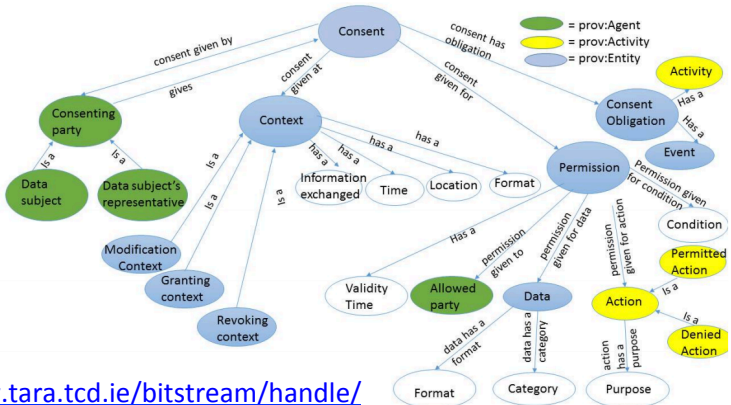 Consent
= prov:Agent
= prov:Activity
= prov:Entity
consent given by
gives
consent
given at
consent
given for
consent has
obligation
Activity
Has a
Consent
Obligation
Has a
Event
Consenting
party
Is a
Is a
Data
subject
Data subject's
representative
Context
Is a
Is a
Is a
has a
has a
has a
has a
Information
exchanged
Time
Location
Format
Modification
Context
Granting
context
Revoking
context
Permission
Permission given
for condition
Condition
Has a
permission
given to
permission
given for data
permission
given for action
Validity
Time
Allowed
party
Data
Action
Permitted
Action
Is a
Is a
Denied
Action
data has a
format
data has a
category
action
has a
purpose
Format
Category
Purpose
.tara.tcd.ie/bitstream/handle/